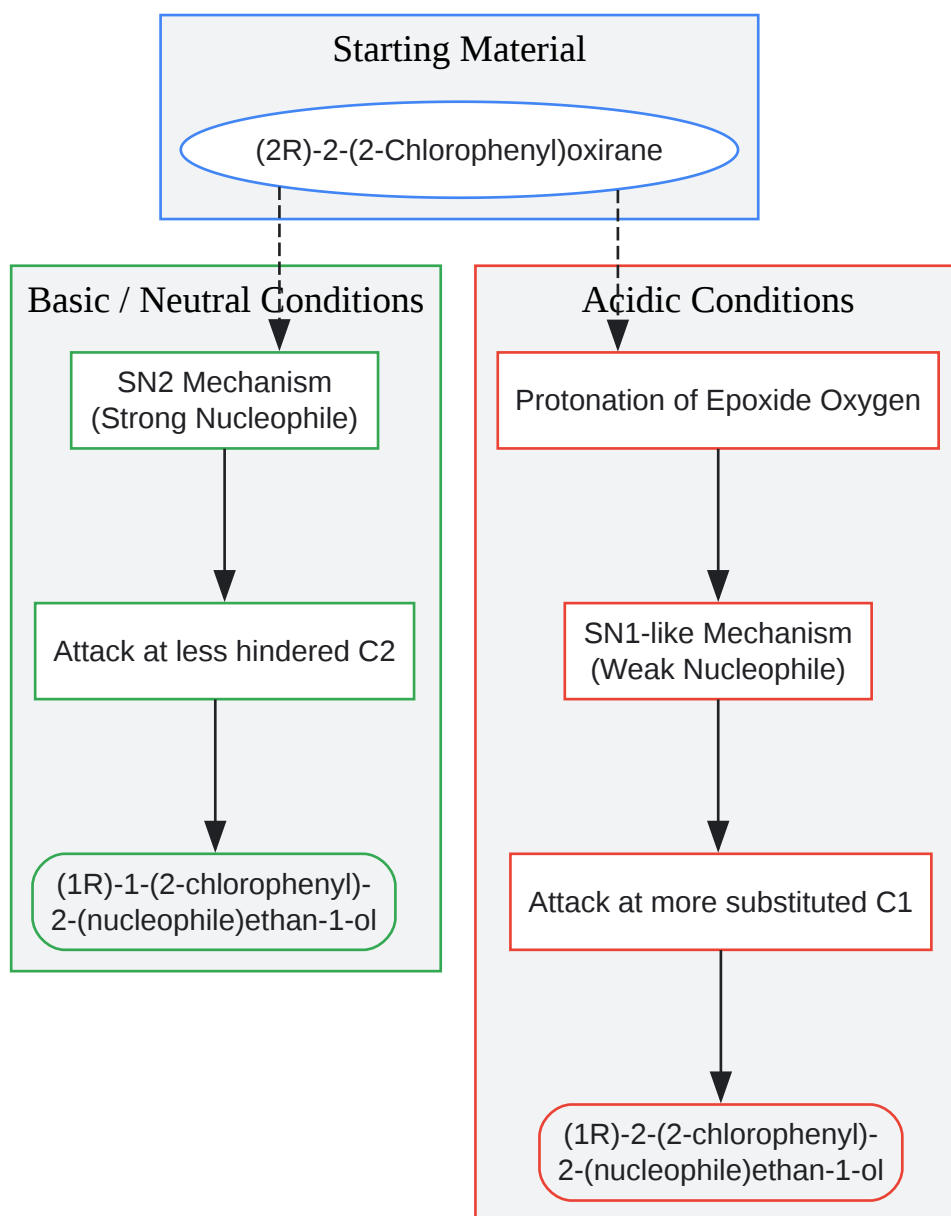 Starting Material
(2R)-2-(2-Chlorophenyl)oxirane
Basic / Neutral Conditions
SN2 Mechanism
(Strong Nucleophile)
Attack at less hindered C2
(1R)-1-(2-chlorophenyl)-
2-(nucleophile)ethan-1-ol
Acidic Conditions
Protonation of Epoxide Oxygen
SN1-like Mechanism
(Weak Nucleophile)
Attack at more substituted C1
(1R)-2-(2-chlorophenyl)-
2-(nucleophile)ethan-1-ol